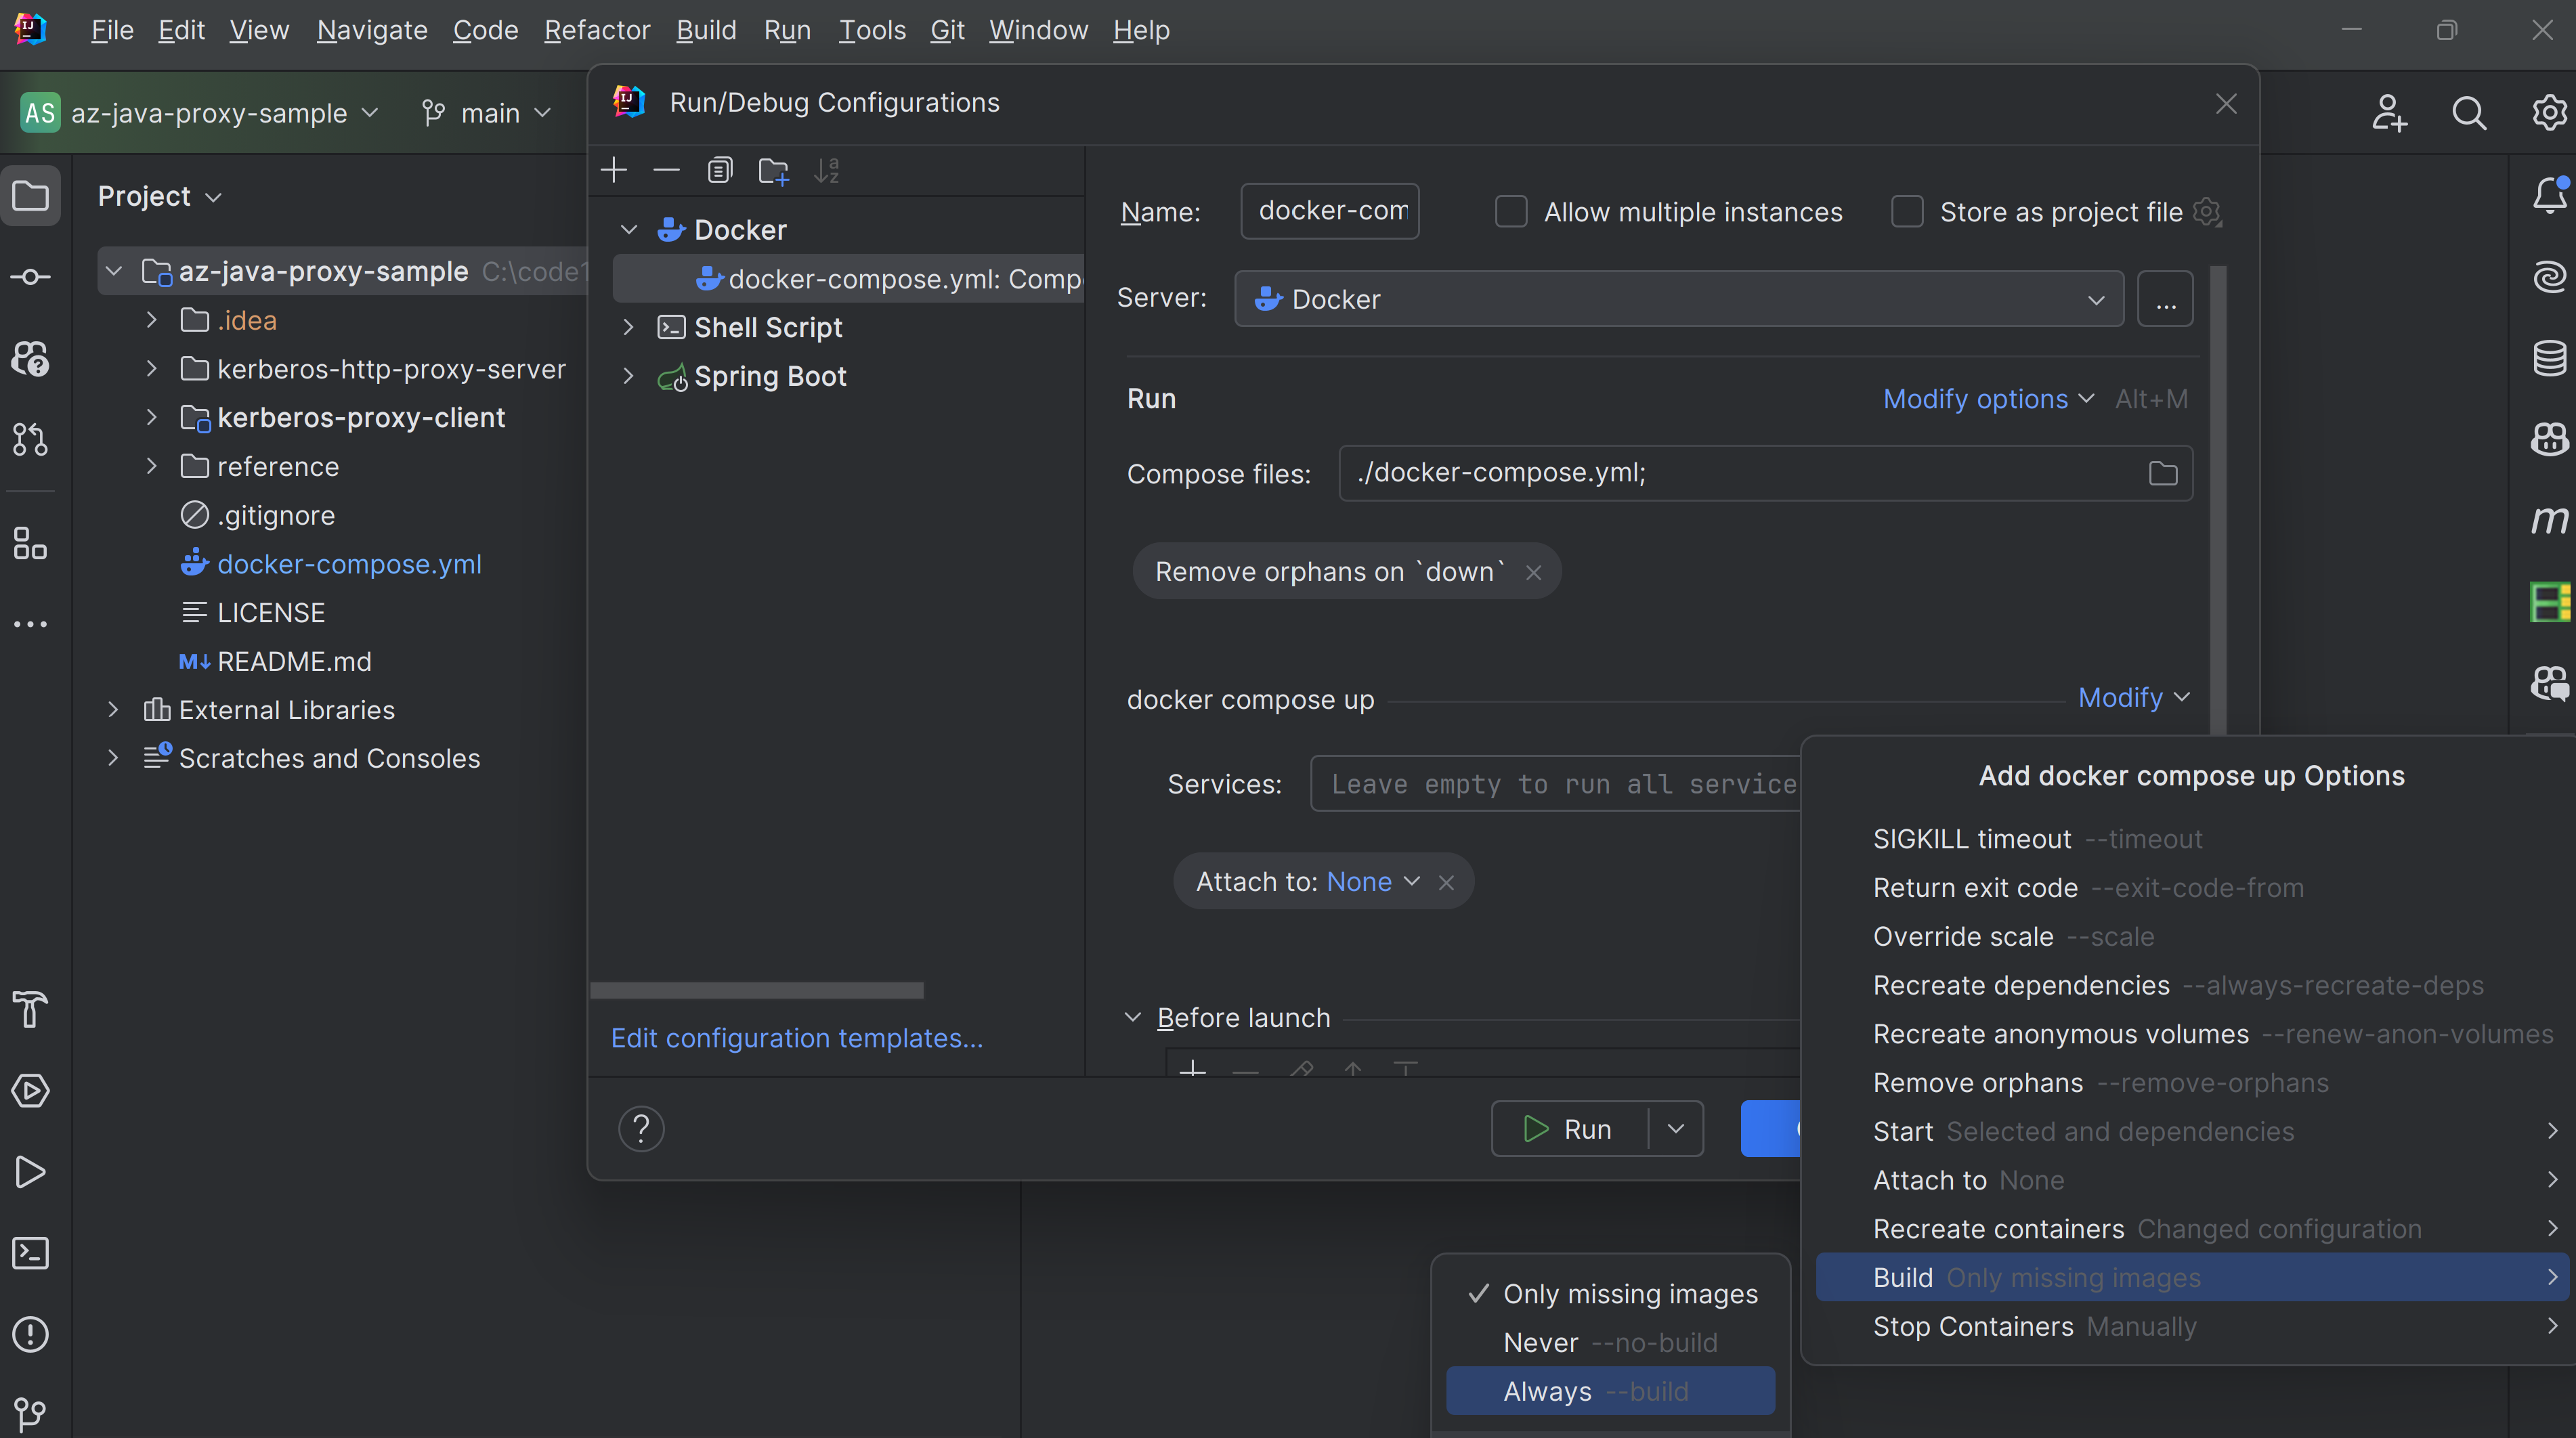 File Edit View Navigate Code Refactor Build Run Tools Git Window Help
AS az-java-proxy-sample main
Project
az-java-proxy-sample C:\code1
.idea
kerberos-http-proxy-server
kerberos-proxy-client
reference
.gitignore
docker-compose.yml
LICENSE
M↓ README.md
External Libraries
Scratches and Consoles
Run/Debug Configurations
Docker
docker-compose.yml: Comp
Shell Script
Spring Boot
Edit configuration templates...
Name: docker-com Allow multiple instances Store as project file
Server: Docker ...
Run Modify options Alt+M
Compose files: ./docker-compose.yml;
Remove orphans on `down`
docker compose up Modify
Services: Leave empty to run all service
Attach to: None
Before launch
? Run
Add docker compose up Options
SIGKILL timeout --timeout
Return exit code --exit-code-from
Override scale --scale
Recreate dependencies --always-recreate-deps
Recreate anonymous volumes --renew-anon-volumes
Remove orphans --remove-orphans
Start Selected and dependencies
Attach to None
Recreate containers Changed configuration
Build Only missing images
Stop Containers Manually
Only missing images
Never --no-build
Always --build